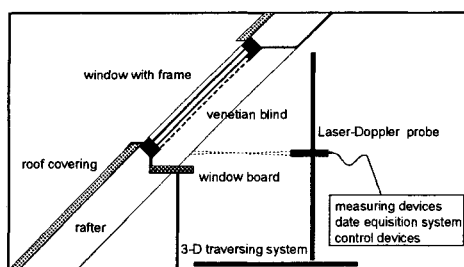 window with frame
venetian blind
Laser-Doppler probe
roof covering
window board
measuring devices
date equisition system
control devices
rafter
3-D traversing system